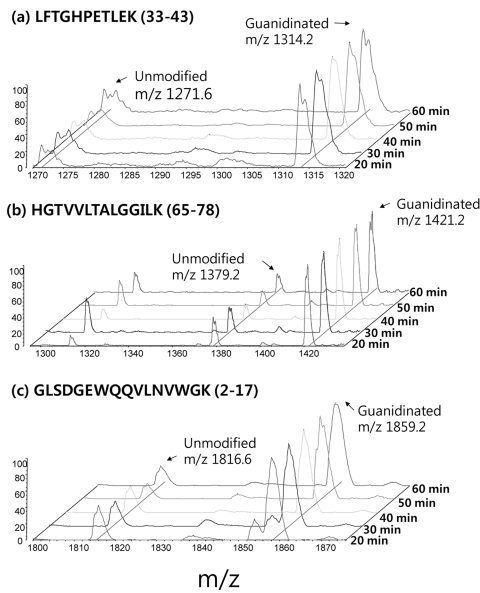 (a) LFTGHPETLEK (33-43)
Guanidinated
m/z 1314.2
Unmodified
m/z 1271.6
100
80
60
40
20
0
60 min
50 min
40 min
30 min
20 min
1270 1275 1280 1285 1290 1295 1300 1305 1310 1315 1320
(b) HGTVVLTALGGILK (65-78)
Guanidinated
m/z 1421.2
Unmodified
m/z 1379.2
100
80
60
40
20
0
60 min
50 min
40 min
30 min
20 min
1300 1320 1340 1360 1380 1400 1420
(c) GLSDGEWQQVLNVWGK (2-17)
Guanidinated
m/z 1859.2
Unmodified
m/z 1816.6
100
80
60
40
20
0
60 min
50 min
40 min
30 min
20 min
1800 1810 1820 1830 1840 1850 1860 1870
m/z